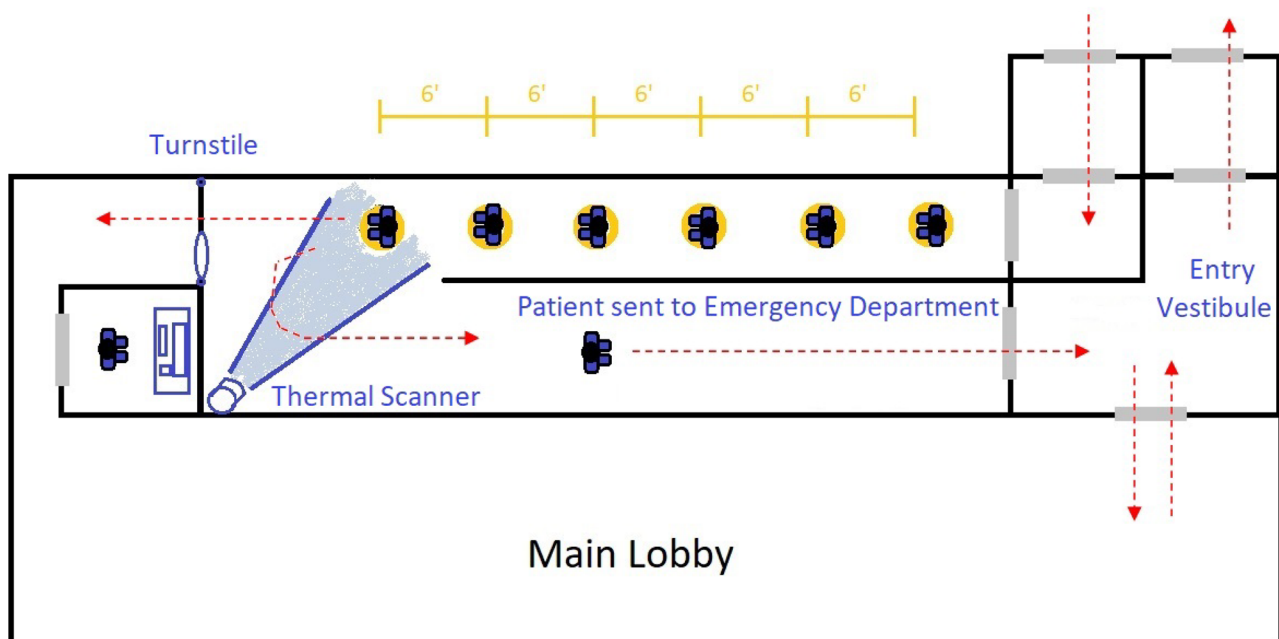 6' 6' 6' 6' 6'
Turnstile
Entry
Vestibule
Patient sent to Emergency Department
Thermal Scanner
Main Lobby